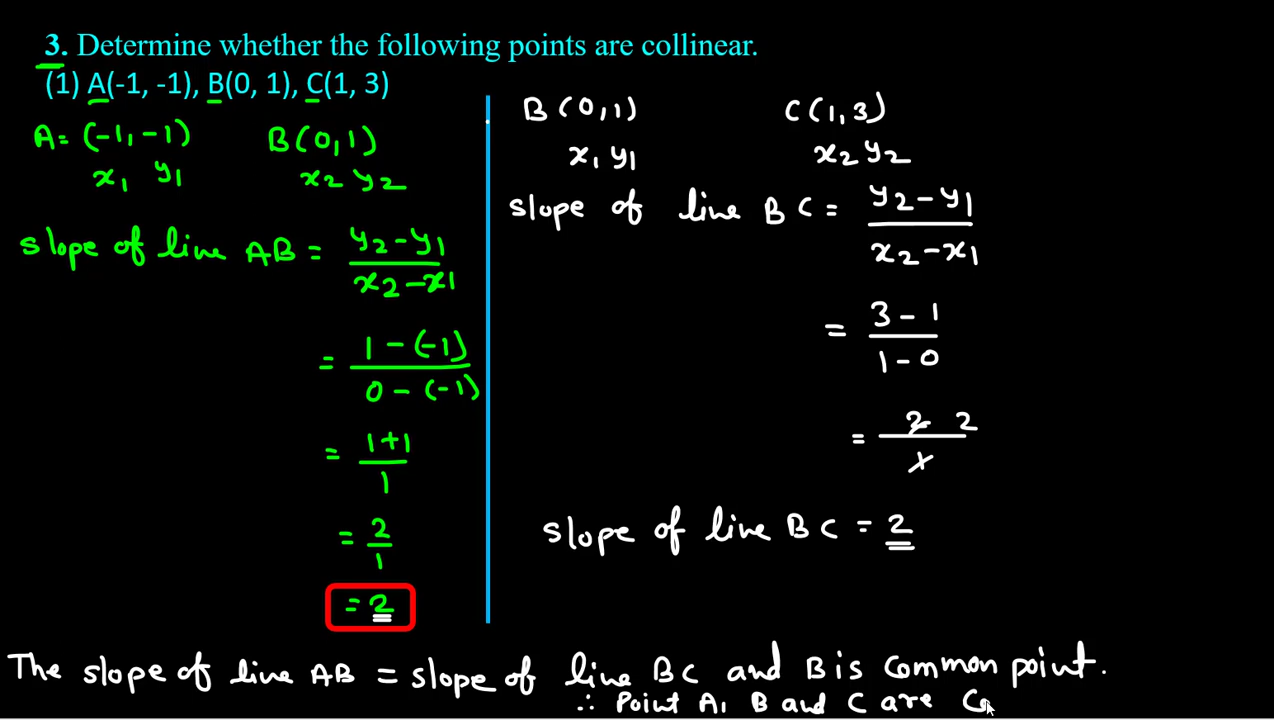 3. Determine whether the following points are collinear.
(1) A(-1, -1), B(0, 1), C(1, 3)
A= (-1, -1) B(0, 1)
x1 y1 x2 y2
slope of line AB = y2-y1
x2-x1
= 1 - (-1)
0 - (-1)
= 1+1
1
= 2
1
= 2
B(0,1) C(1,3)
x1 y1 x2 y2
slope of line BC = y2-y1
x2-x1
= 3 - 1
1 - 0
= 2 2
1
slope of line BC = 2
The slope of line AB = slope of line BC and B is common point.
∴ Point A, B and C are Co